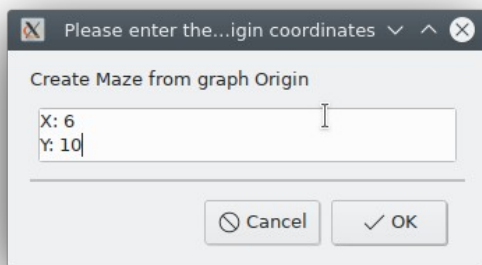 Please enter the...igin coordinates
Create Maze from graph Origin
X: 6
Y: 10
Cancel
OK